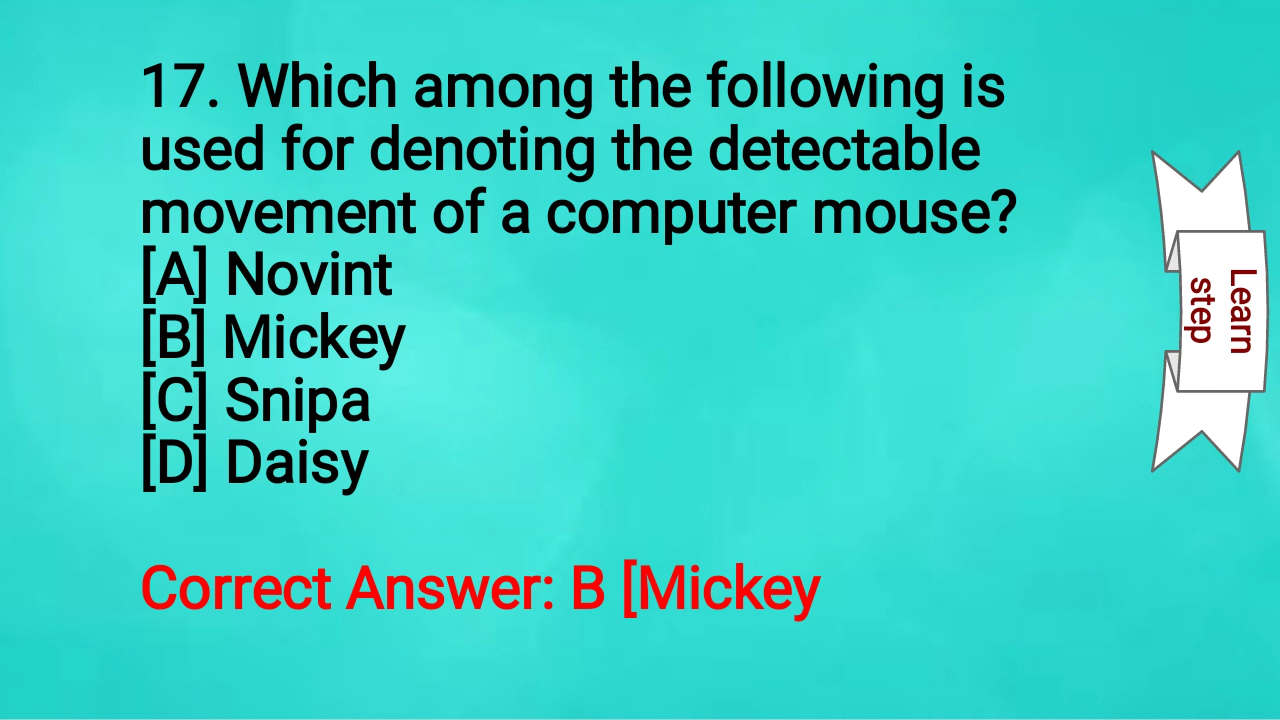 17. Which among the following is
used for denoting the detectable
movement of a computer mouse?
[A] Novint
[B] Mickey
[C] Snipa
[D] Daisy
Correct Answer: B [Mickey
Learn
step